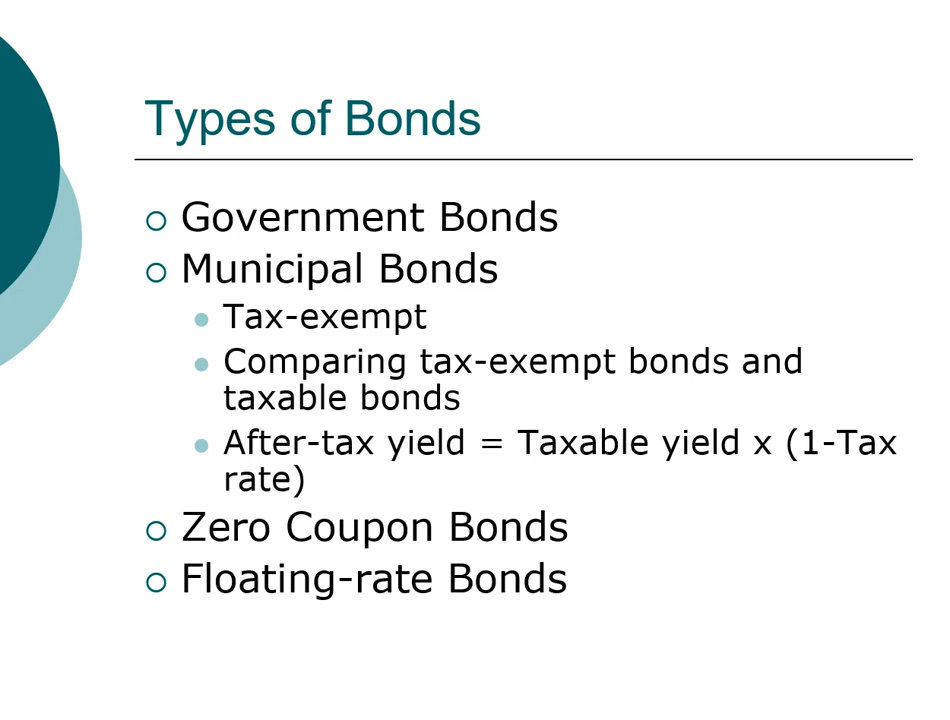 Types of Bonds
Government Bonds
Municipal Bonds
Tax-exempt
Comparing tax-exempt bonds and
taxable bonds
After-tax yield = Taxable yield x (1-Tax
rate)
Zero Coupon Bonds
Floating-rate Bonds